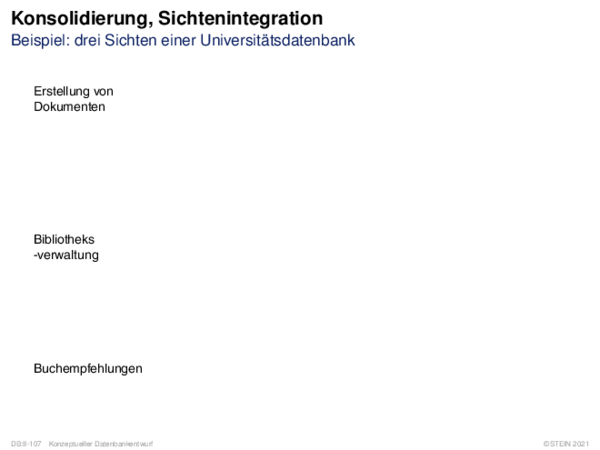 Konsolidierung, Sichtenintegration
Beispiel: drei Sichten einer Universitätsdatenbank
Erstellung von
Dokumenten
Bibliotheks
-verwaltung
Buchempfehlungen
DB:II-107 Konzeptueller Datenbankentwurf
©STEIN 2021